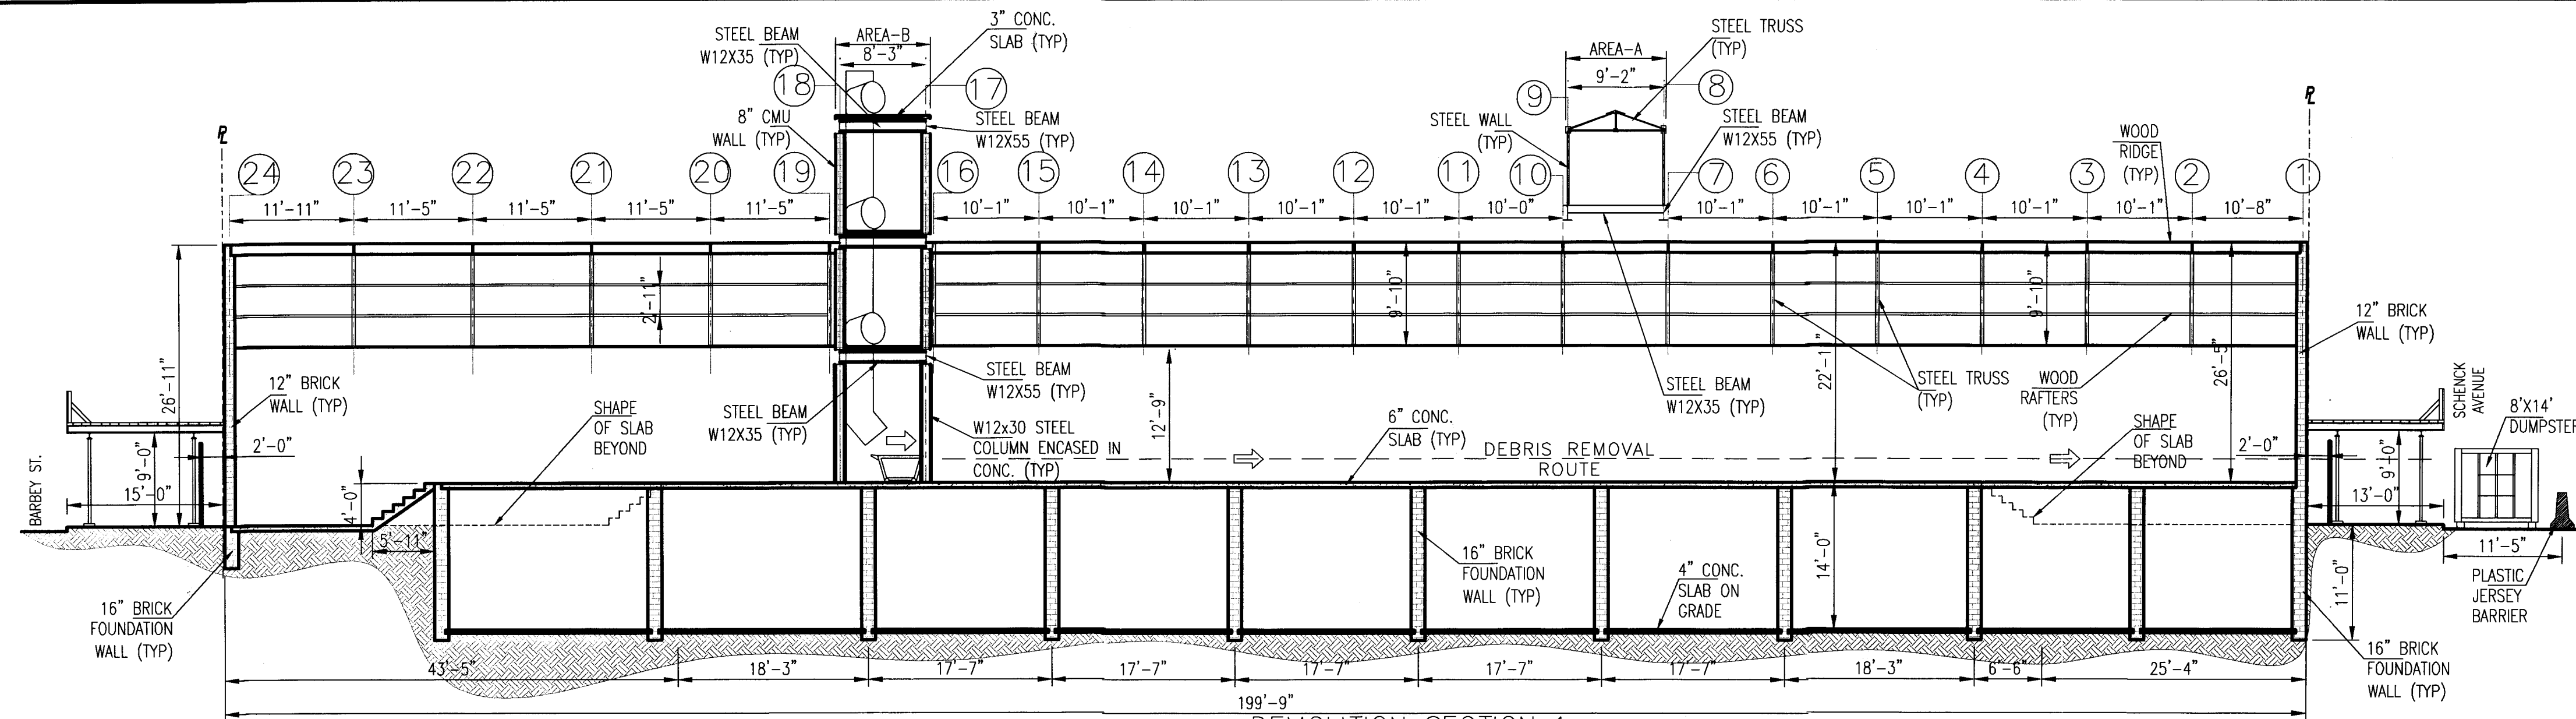 STEEL BEAM
W12X35 (TYP)
AREA-B
8'-3"
3" CONC.
SLAB (TYP)
18
17
8" CMU
WALL (TYP)
STEEL BEAM
W12X55 (TYP)
STEEL TRUSS
(TYP)
AREA-A
9'-2"
9
8
STEEL WALL
(TYP)
STEEL BEAM
W12X55 (TYP)
WOOD
RIDGE
(TYP)
PL
PL
24
23
22
21
20
19
16
15
14
13
12
11
10
7
6
5
4
3
2
1
11'-11"
11'-5"
11'-5"
11'-5"
11'-5"
10'-1"
10'-1"
10'-1"
10'-1"
10'-1"
10'-0"
10'-1"
10'-1"
10'-1"
10'-1"
10'-1"
10'-8"
26'-11"
2'-11"
9'-10"
22'-1"
9'-10"
26'-5"
12" BRICK
WALL (TYP)
12" BRICK
WALL (TYP)
SHAPE
OF SLAB
BEYOND
STEEL BEAM
W12X35 (TYP)
STEEL BEAM
W12X55 (TYP)
W12x30 STEEL
COLUMN ENCASED IN
CONC. (TYP)
12'-9"
6" CONC.
SLAB (TYP)
STEEL BEAM
W12X35 (TYP)
STEEL TRUSS
(TYP)
WOOD
RAFTERS
(TYP)
SHAPE
OF SLAB
BEYOND
DEBRIS REMOVAL
ROUTE
SCHENCK
AVENUE
8'X14'
DUMPSTER
BARBEY ST.
15'-0"
9'-0"
2'-0"
4'-0"
5'-11"
2'-0"
9'-0"
13'-0"
11'-5"
11'-0"
14'-0"
PLASTIC
JERSEY
BARRIER
16" BRICK
FOUNDATION
WALL (TYP)
16" BRICK
FOUNDATION
WALL (TYP)
4" CONC.
SLAB ON
GRADE
16" BRICK
FOUNDATION
WALL (TYP)
43'-5"
18'-3"
17'-7"
17'-7"
17'-7"
17'-7"
17'-7"
18'-3"
6'-6"
25'-4"
199'-9"
DEMOLITION SECTION 1